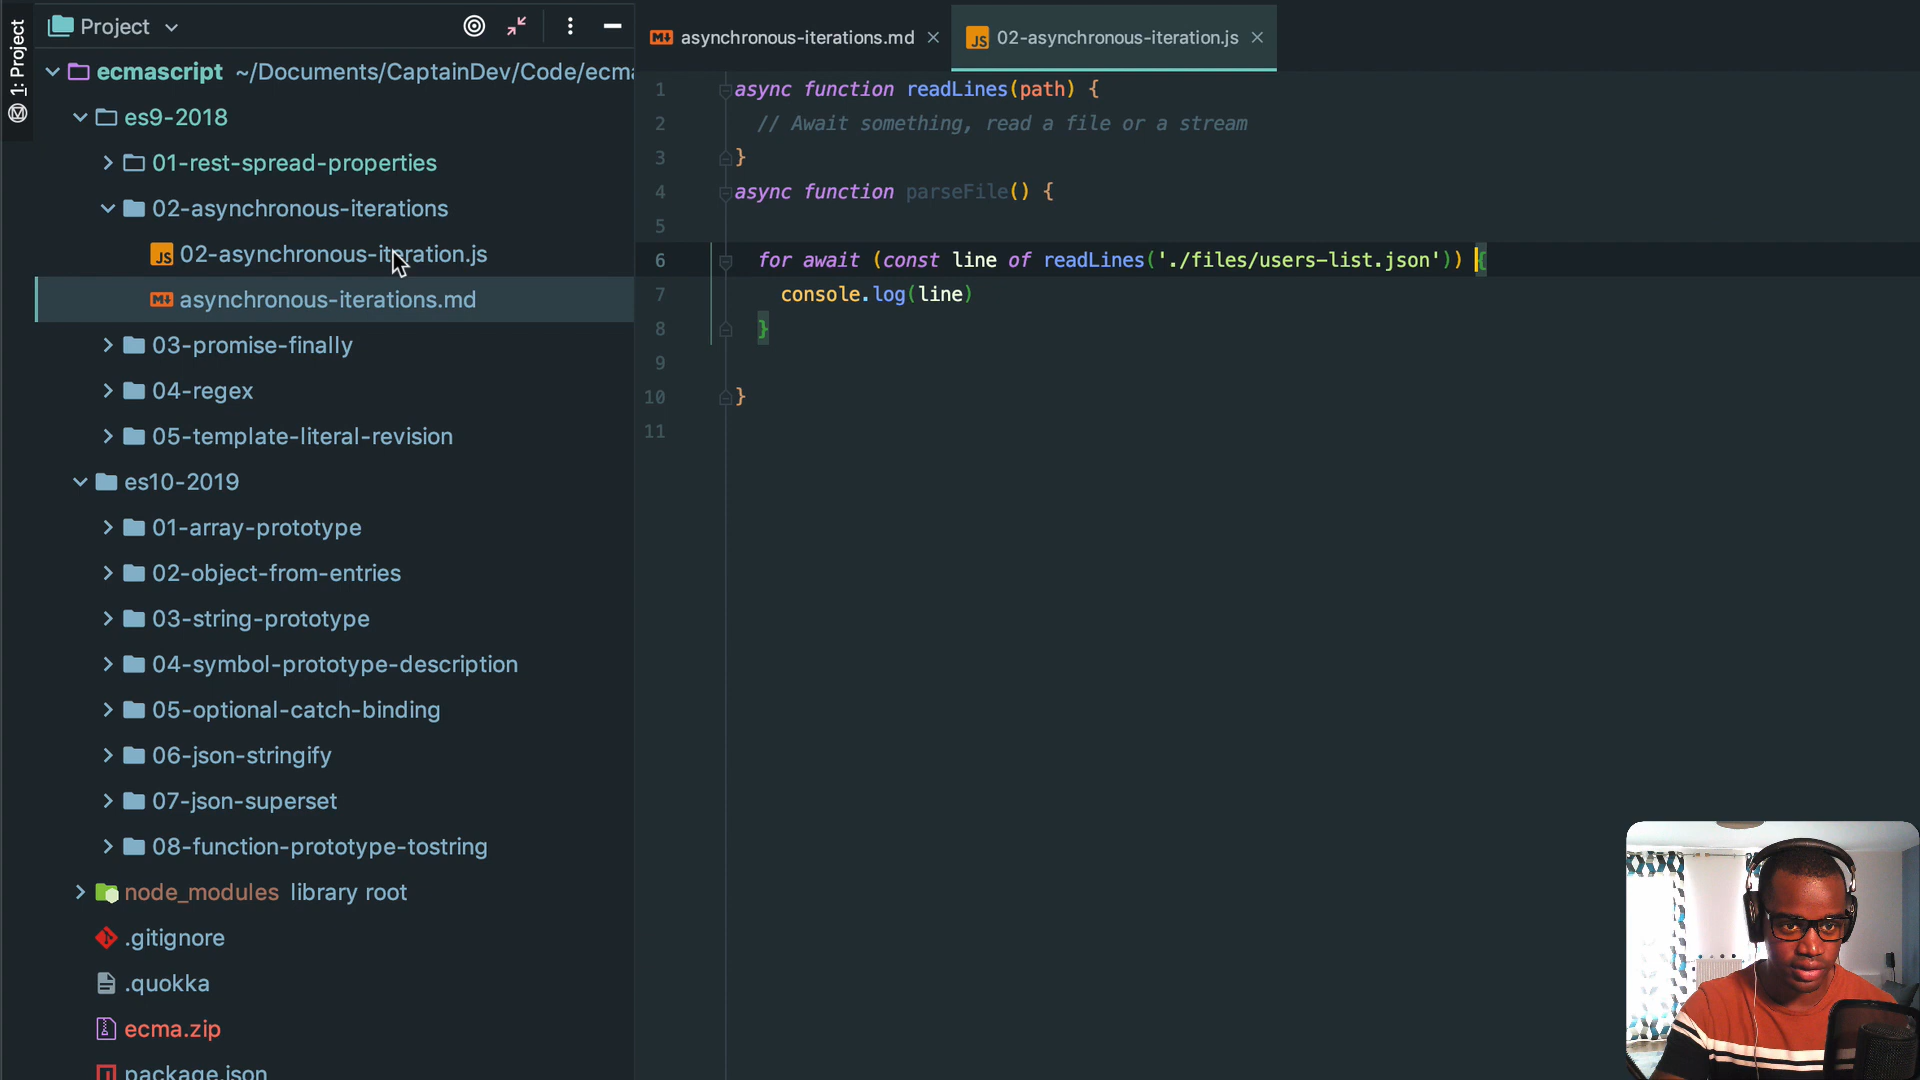 1: Project
Project
ecmascript ~/Documents/CaptainDev/Code/ecma
es9-2018
01-rest-spread-properties
02-asynchronous-iterations
02-asynchronous-iteration.js
asynchronous-iterations.md
03-promise-finally
04-regex
05-template-literal-revision
es10-2019
01-array-prototype
02-object-from-entries
03-string-prototype
04-symbol-prototype-description
05-optional-catch-binding
06-json-stringify
07-json-superset
08-function-prototype-tostring
node_modules library root
.gitignore
.quokka
ecma.zip
package.json
asynchronous-iterations.md
02-asynchronous-iteration.js
1 async function readLines(path) {
2 // Await something, read a file or a stream
3 }
4 async function parseFile() {
5
6 for await (const line of readLines('./files/users-list.json')) {
7 console.log(line)
8 }
9
10 }
11